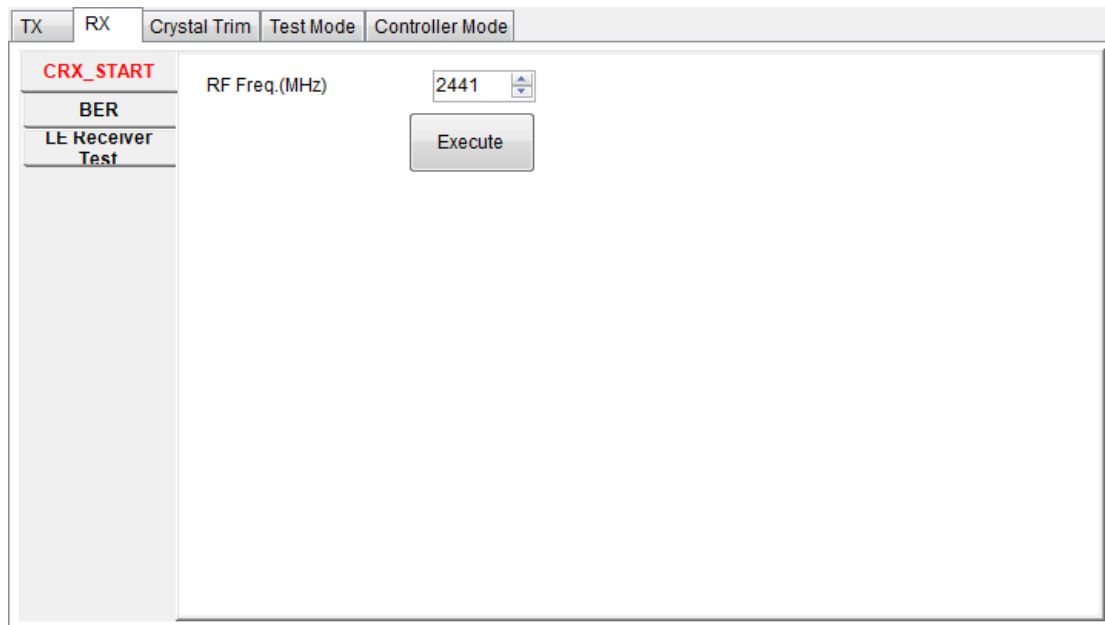 TX RX Crystal Trim Test Mode Controller Mode
CRX_START
BER
LE Receiver
Test
RF Freq.(MHz) 2441
Execute